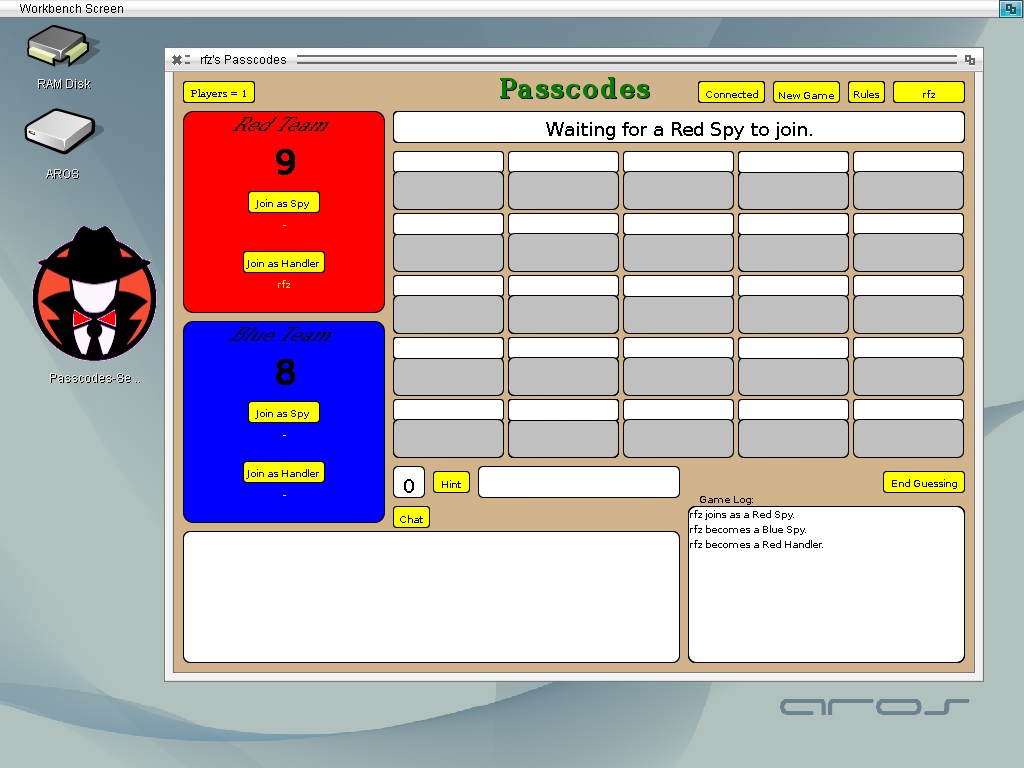 Workbench Screen
RAM Disk
AROS
Passcodes-Se..
rfz's Passcodes
Players = 1
Passcodes
Connected
New Game
Rules
rfz
Red Team
9
Join as Spy
-
Join as Handler
rfz
Blue Team
8
Join as Spy
-
Join as Handler
-
Waiting for a Red Spy to join.
0
Hint
End Guessing
Chat
Game Log:
rfz joins as a Red Spy.
rfz becomes a Blue Spy.
rfz becomes a Red Handler.
aros